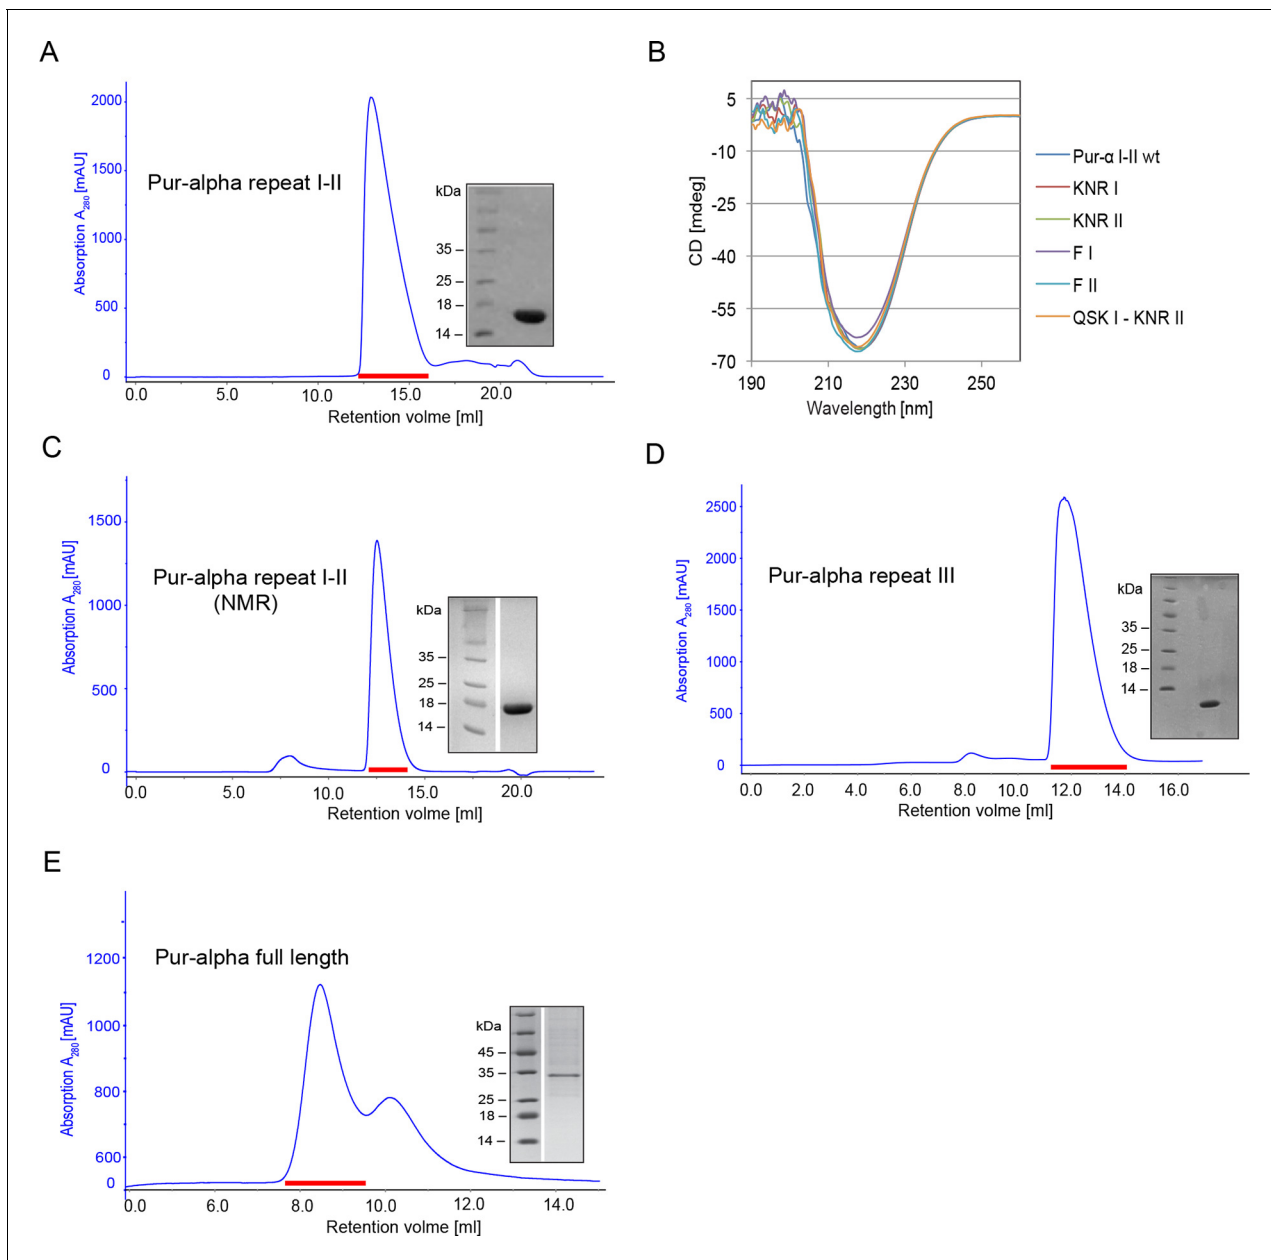 A
Absorption A280 [mAU]
2000
1500
1000
500
0
Pur-alpha repeat I-II
kDa
35
25
18
14
0.0 5.0 10.0 15.0 20.0
Retention volme [ml]
B
CD [mdeg]
5
-10
-25
-40
-55
-70
190 210 230 250
Wavelength [nm]
Pur-α I-II wt
KNR I
KNR II
F I
F II
QSK I - KNR II
C
Absorption A280 [mAU]
1500
1000
500
0
Pur-alpha repeat I-II
(NMR)
kDa
35
25
18
14
0.0 5.0 10.0 15.0 20.0
Retention volme [ml]
D
Absorption A280 [mAU]
2500
2000
1500
1000
500
0
Pur-alpha repeat III
kDa
35
25
18
14
0.0 2.0 4.0 6.0 8.0 10.0 12.0 14.0 16.0
Retention volme [ml]
E
Absorption A280 [mAU]
1200
1000
800
600
0
Pur-alpha full length
kDa
45
35
25
18
14
0.0 6.0 8.0 10.0 12.0 14.0
Retention volme [ml]